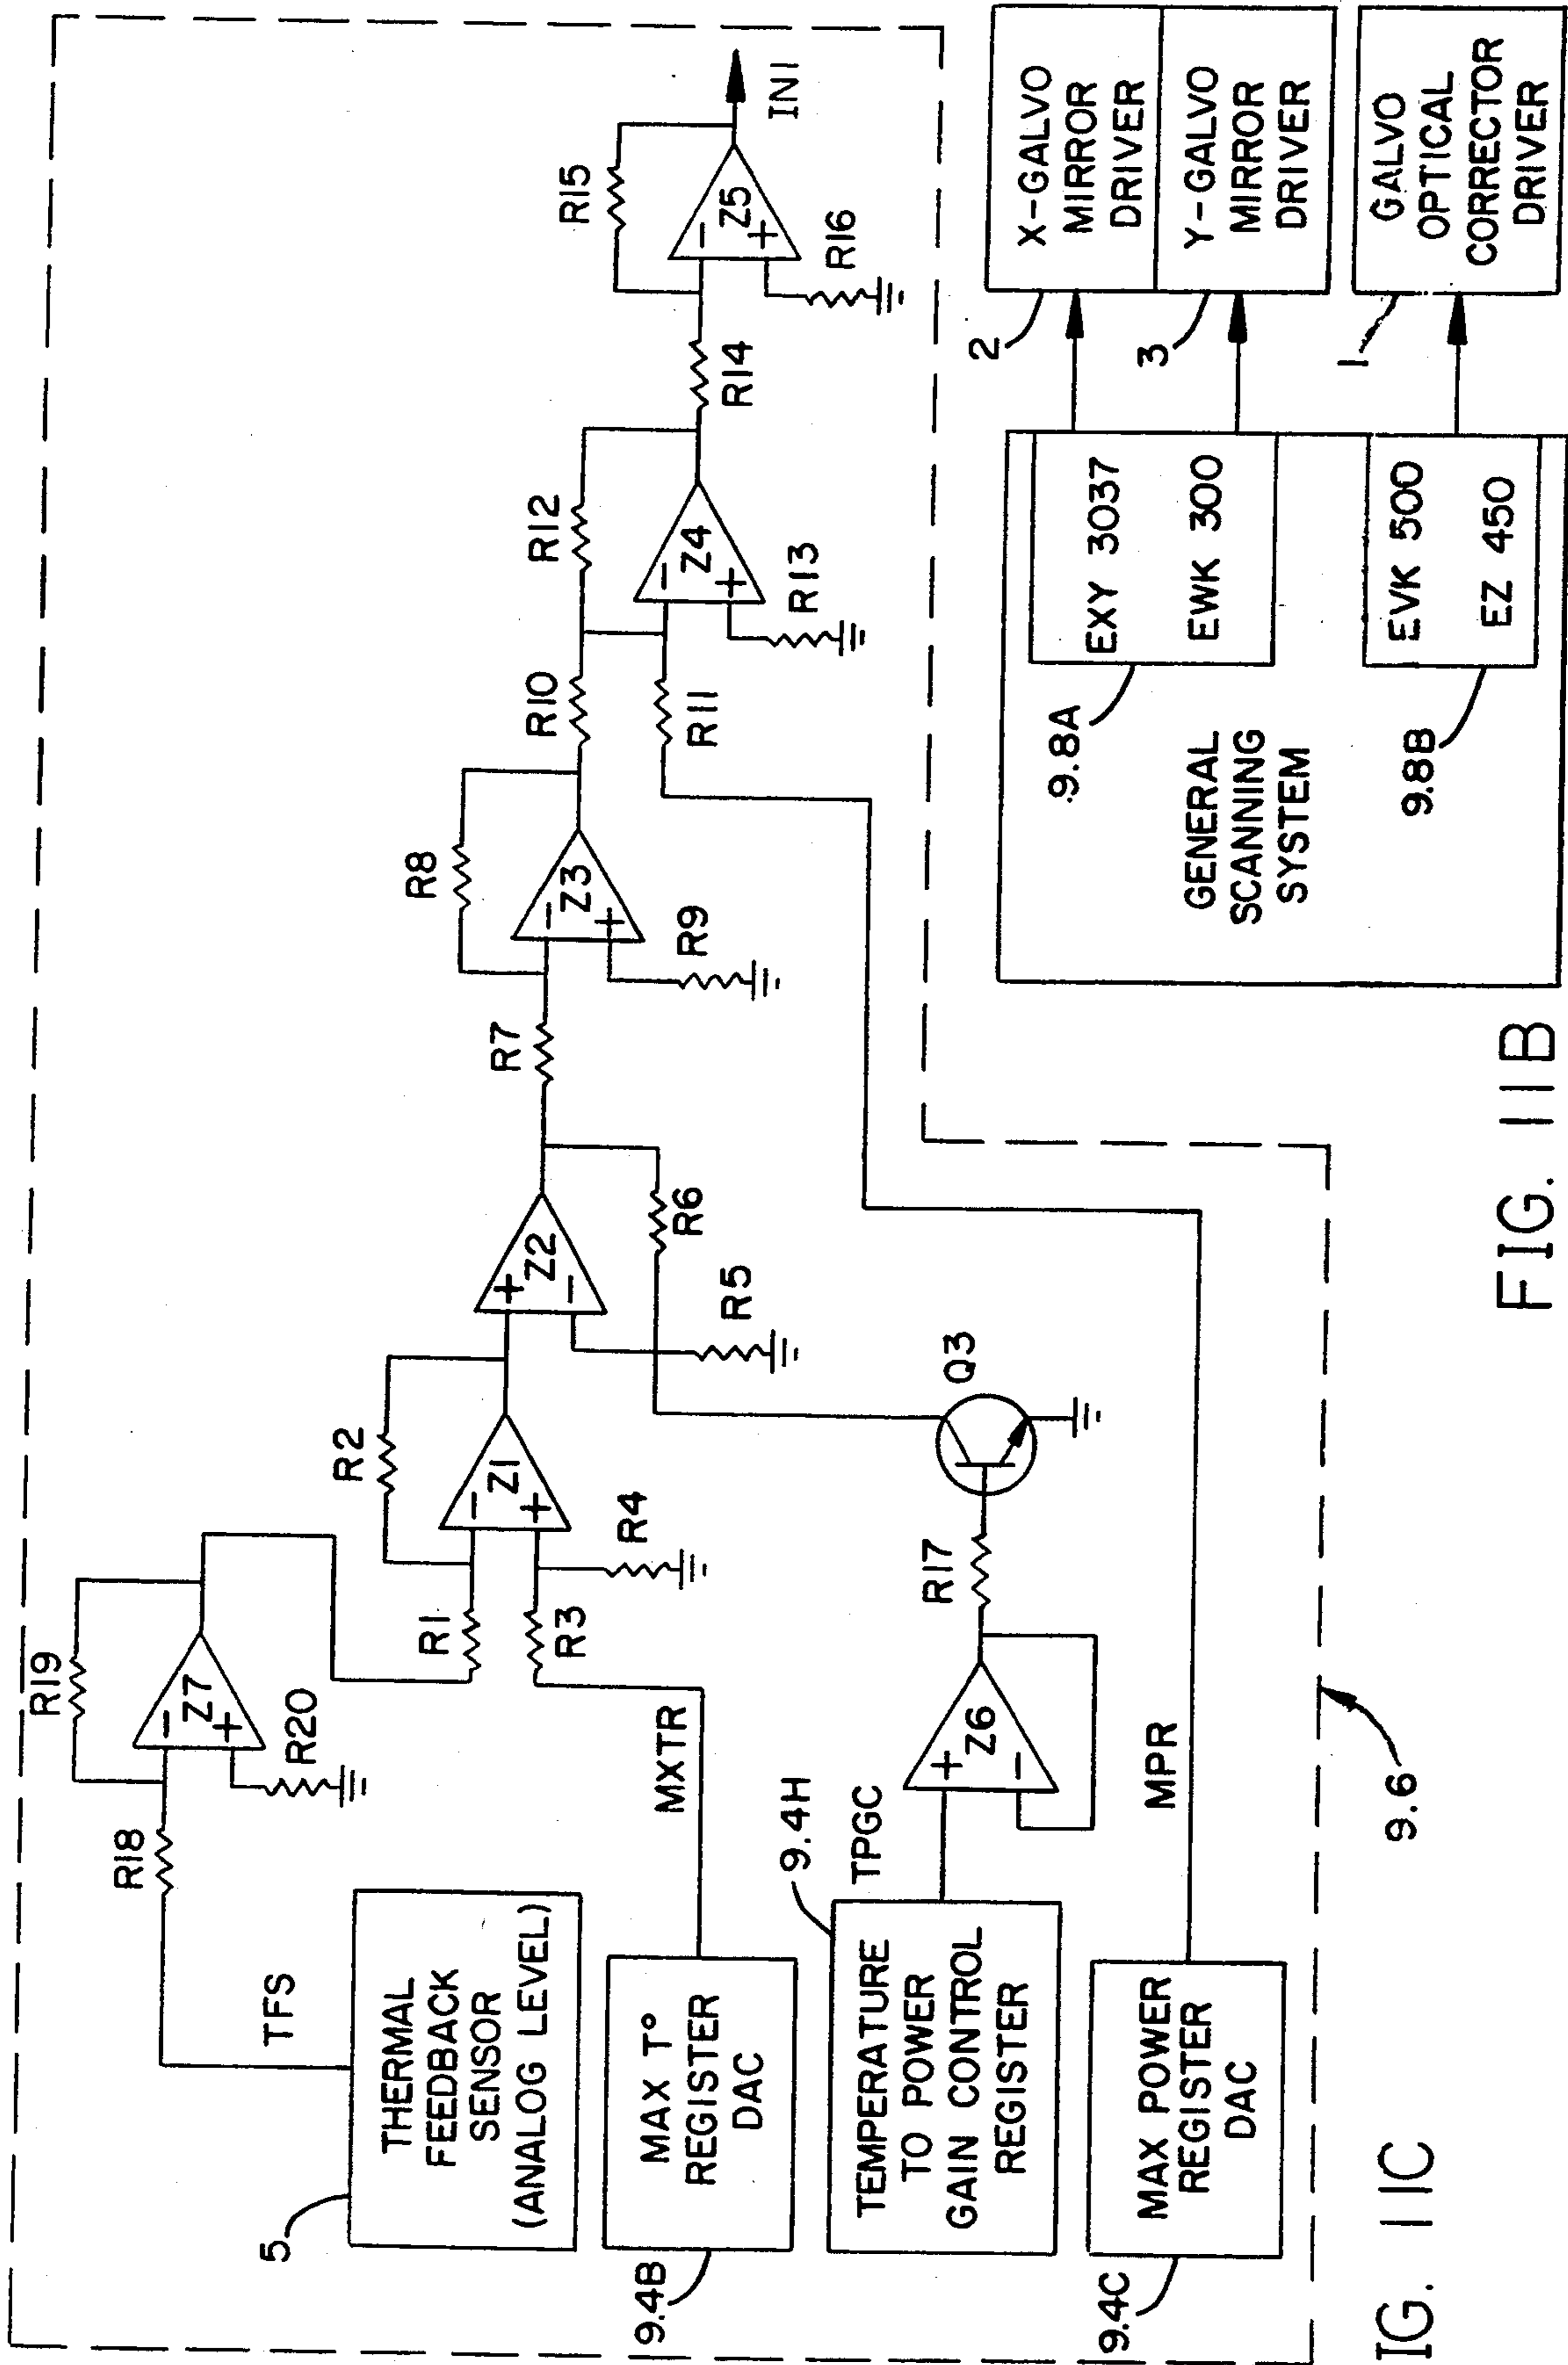 R19
Z7
R20
R18
TFS
5
THERMAL
FEEDBACK
SENSOR
(ANALOG LEVEL)
R2
R1
Z1
R3
R4
MXTR
9.4B
MAX T°
REGISTER
DAC
Z2
R6
R5
R7
R8
Z3
R9
R10
R11
R12
Z4
R13
R14
R15
Z5
R16
IN1
Q3
R17
Z6
TPGC
9.4H
TEMPERATURE
TO POWER
GAIN CONTROL
REGISTER
MPR
MAX POWER
REGISTER
DAC
9.4C
9.6
IG. 11C
GENERAL
SCANNING
SYSTEM
9.8A
EXY 3037
EWK 300
9.8B
EVK 500
EZ 450
2
X-GALVO
MIRROR
DRIVER
3
Y-GALVO
MIRROR
DRIVER
1
GALVO
OPTICAL
CORRECTOR
DRIVER
FIG. 11B